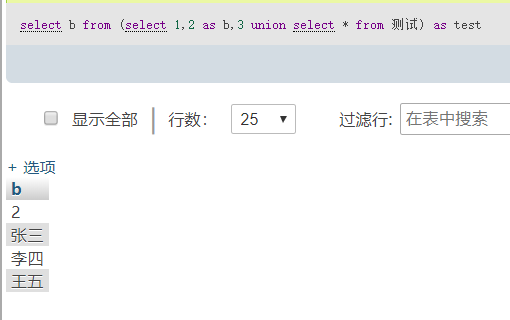 select b from (select 1,2 as b,3 union select * from 测试) as test
显示全部 行数: 25 过滤行: 在表中搜索
+ 选项
b
2
张三
李四
王五